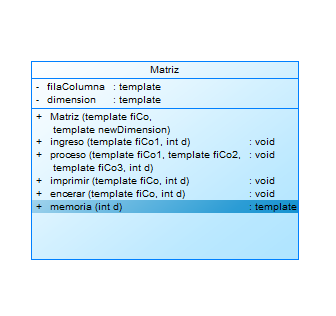 Matriz
- filaColumna : template
- dimension : template
+ Matriz (template fiCo,
template newDimension)
+ ingreso (template fiCo1, int d) : void
+ proceso (template fiCo1, template fiCo2, : void
template fiCo3, int d)
+ imprimir (template fiCo, int d) : void
+ encerar (template fiCo, int d) : void
+ memoria (int d) : template